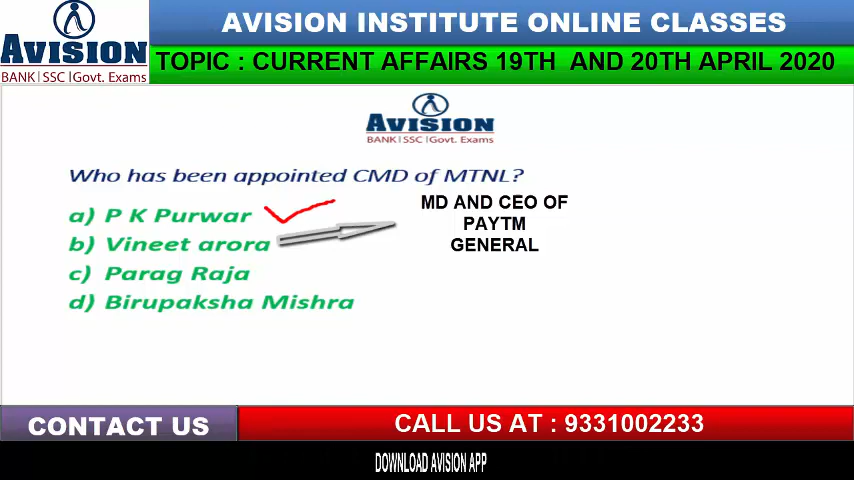 AVISION INSTITUTE ONLINE CLASSES
AVISION
BANK|SSC|Govt. Exams
TOPIC : CURRENT AFFAIRS 19TH AND 20TH APRIL 2020
AVISION
BANK|SSC|Govt. Exams
Who has been appointed CMD of MTNL?
a) P K Purwar
b) Vineet arora
c) Parag Raja
d) Birupaksha Mishra
MD AND CEO OF
PAYTM
GENERAL
CONTACT US
CALL US AT : 9331002233
DOWNLOAD AVISION APP